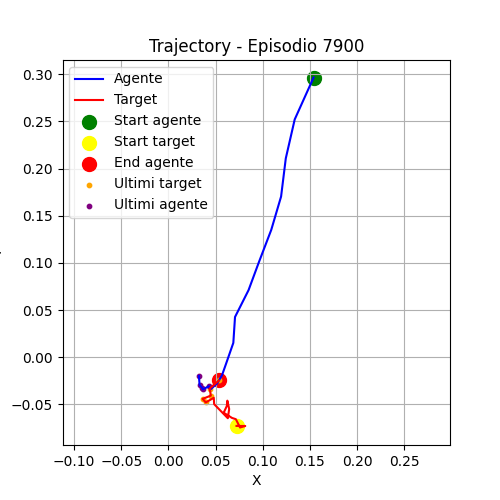 Trajectory - Episodio 7900
Agente
Target
Start agente
Start target
End agente
Ultimi target
Ultimi agente
0.30
0.25
0.20
0.15
0.10
0.05
0.00
−0.05
−0.10
−0.05
0.00
0.05
0.10
0.15
0.20
0.25
X